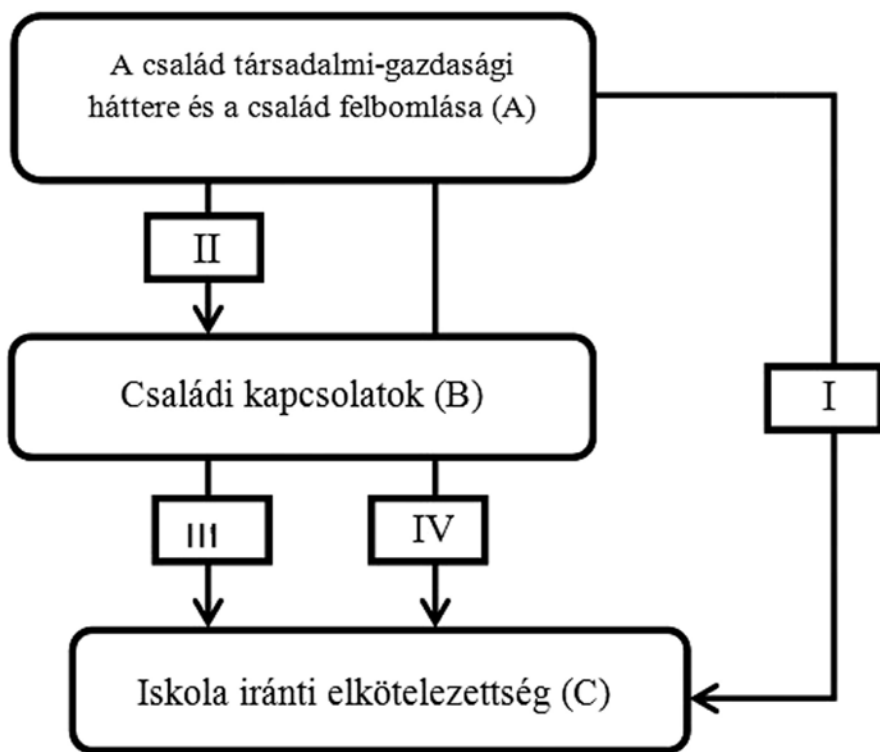 A család társadalmi-gazdasági
háttere és a család felbomlása (A)
II
Családi kapcsolatok (B)
I
III
IV
Iskola iránti elkötelezettség (C)